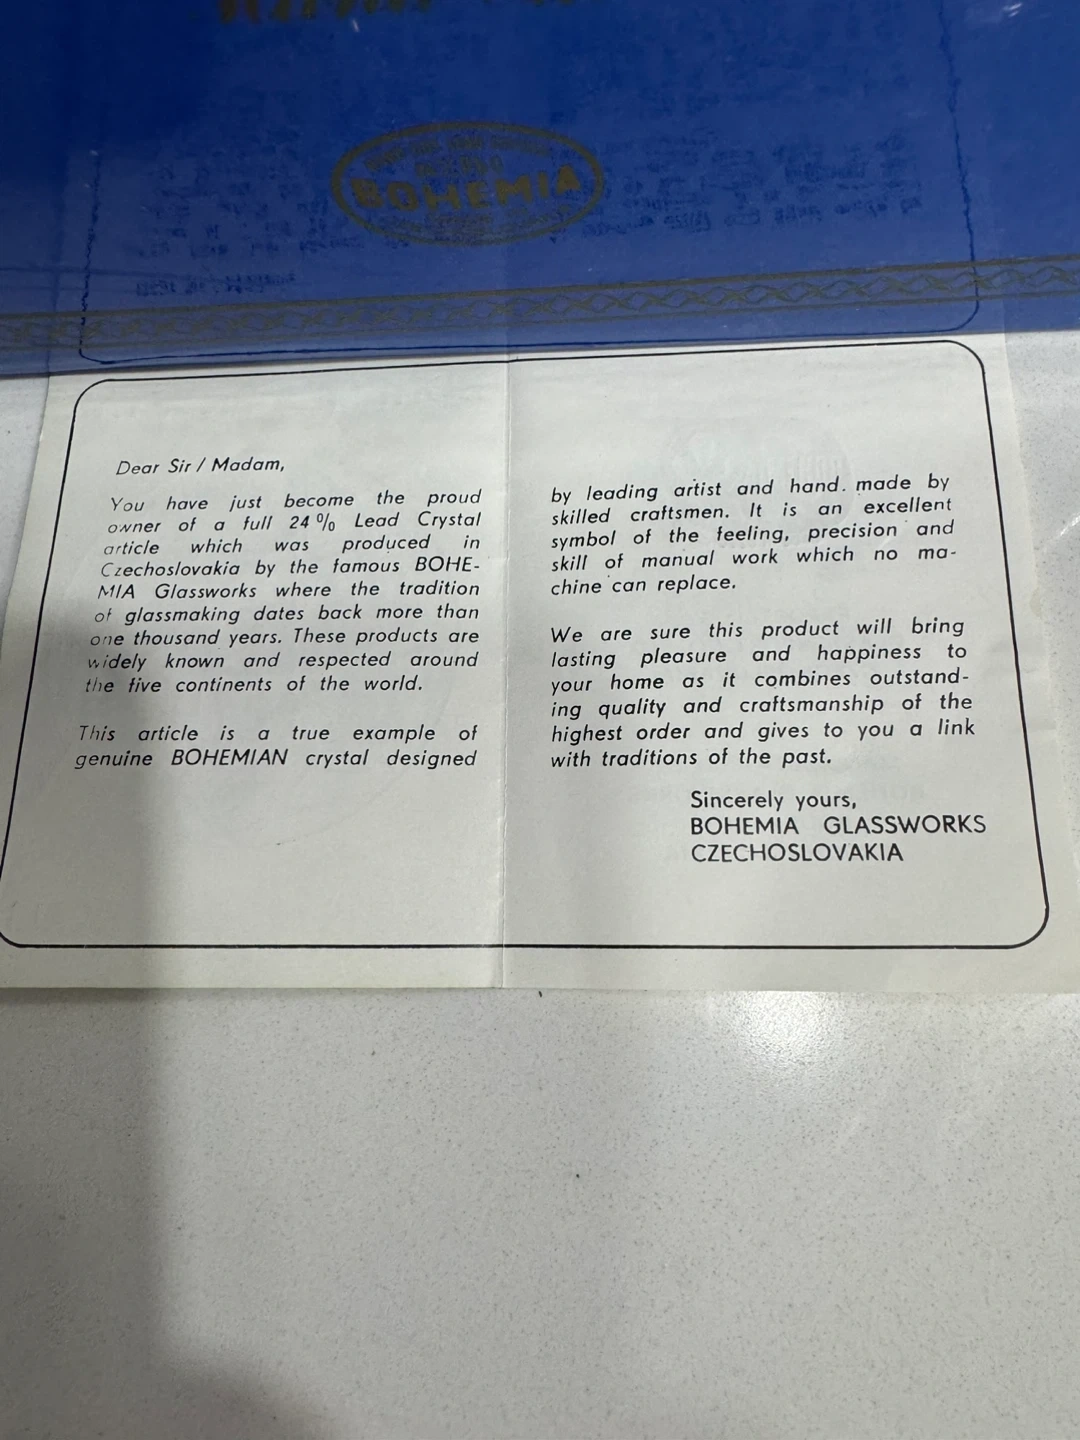 BOHEMIA
Dear Sir / Madam,
You have just become the proud
owner of a full 24 % Lead Crystal
article which was produced in
Czechoslovakia by the famous BOHE-
MIA Glassworks where the tradition
of glassmaking dates back more than
one thousand years. These products are
widely known and respected around
the five continents of the world.
This article is a true example of
genuine BOHEMIAN crystal designed
by leading artist and hand. made by
skilled craftsmen. It is an excellent
symbol of the feeling, precision and
skill of manual work which no ma-
chine can replace.
We are sure this product will bring
lasting pleasure and happiness to
your home as it combines outstand-
ing quality and craftsmanship of the
highest order and gives to you a link
with traditions of the past.
Sincerely yours,
BOHEMIA GLASSWORKS
CZECHOSLOVAKIA